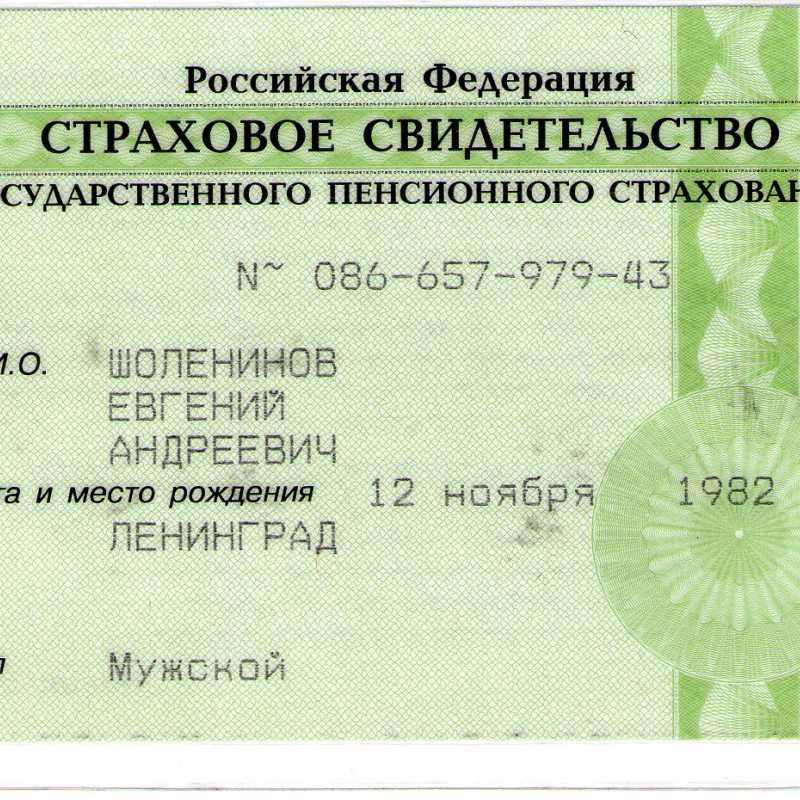 Российская Федерация
СТРАХОВОЕ СВИДЕТЕЛЬСТВО
СУДАРСТВЕННОГО ПЕНСИОННОГО СТРАХОВАН
N~ 086-657-979-43
И.О. ШОЛЕНИНОВ
ЕВГЕНИЙ
АНДРЕЕВИЧ
та и место рождения 12 ноября 1982
ЛЕНИНГРАД
л Мужской